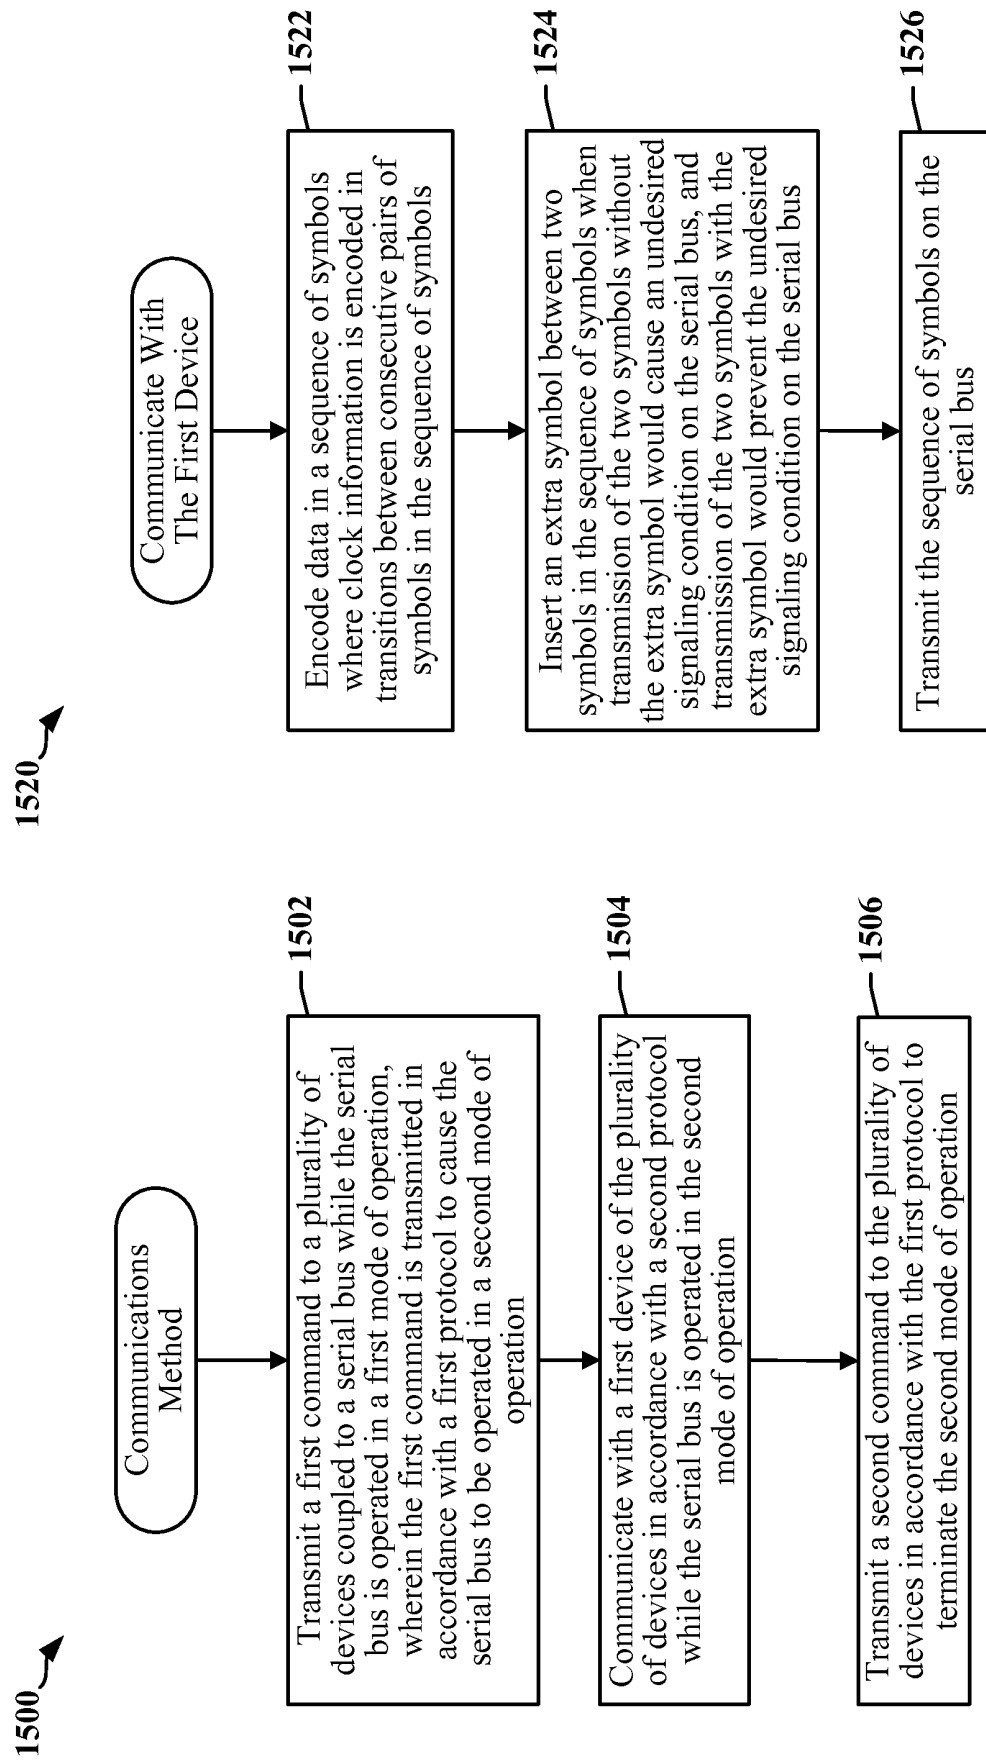 1500
Communications
Method
1502
Transmit a first command to a plurality of
devices coupled to a serial bus while the serial
bus is operated in a first mode of operation,
wherein the first command is transmitted in
accordance with a first protocol to cause the
serial bus to be operated in a second mode of
operation
1504
Communicate with a first device of the plurality
of devices in accordance with a second protocol
while the serial bus is operated in the second
mode of operation
1506
Transmit a second command to the plurality of
devices in accordance with the first protocol to
terminate the second mode of operation
1520
Communicate With
The First Device
1522
Encode data in a sequence of symbols
where clock information is encoded in
transitions between consecutive pairs of
symbols in the sequence of symbols
1524
Insert an extra symbol between two
symbols in the sequence of symbols when
transmission of the two symbols without
the extra symbol would cause an undesired
signaling condition on the serial bus, and
transmission of the two symbols with the
extra symbol would prevent the undesired
signaling condition on the serial bus
1526
Transmit the sequence of symbols on the
serial bus